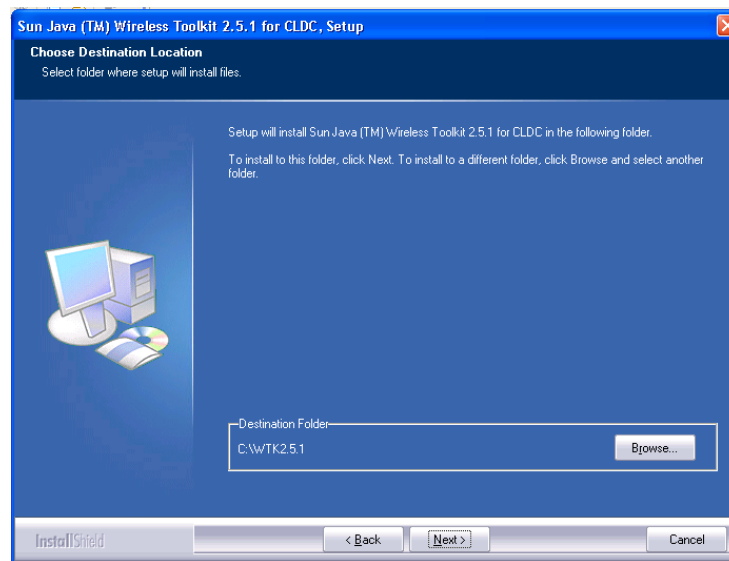 Sun Java (TM) Wireless Toolkit 2.5.1 for CLDC, Setup
Choose Destination Location
Select folder where setup will install files.
Setup will install Sun Java (TM) Wireless Toolkit 2.5.1 for CLDC in the following folder.
To install to this folder, click Next. To install to a different folder, click Browse and select another
folder.
Destination Folder
C:\WTK2.5.1
Browse...
InstallShield
< Back
Next >
Cancel